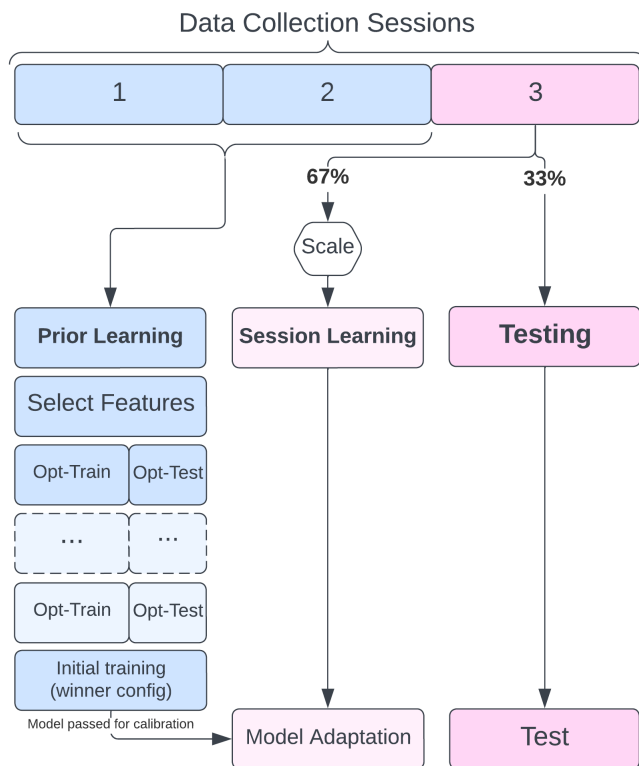 Data Collection Sessions
1
2
3
67%
33%
Scale
Prior Learning
Session Learning
Testing
Select Features
Opt-Train
Opt-Test
...
...
Opt-Train
Opt-Test
Initial training
(winner config)
Model passed for calibration
Model Adaptation
Test